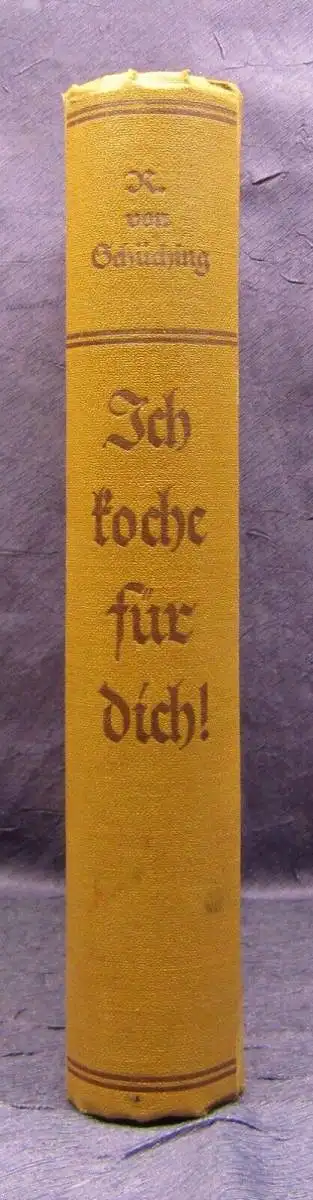 R.
von
Schüching
Ich
koche
für
dich!